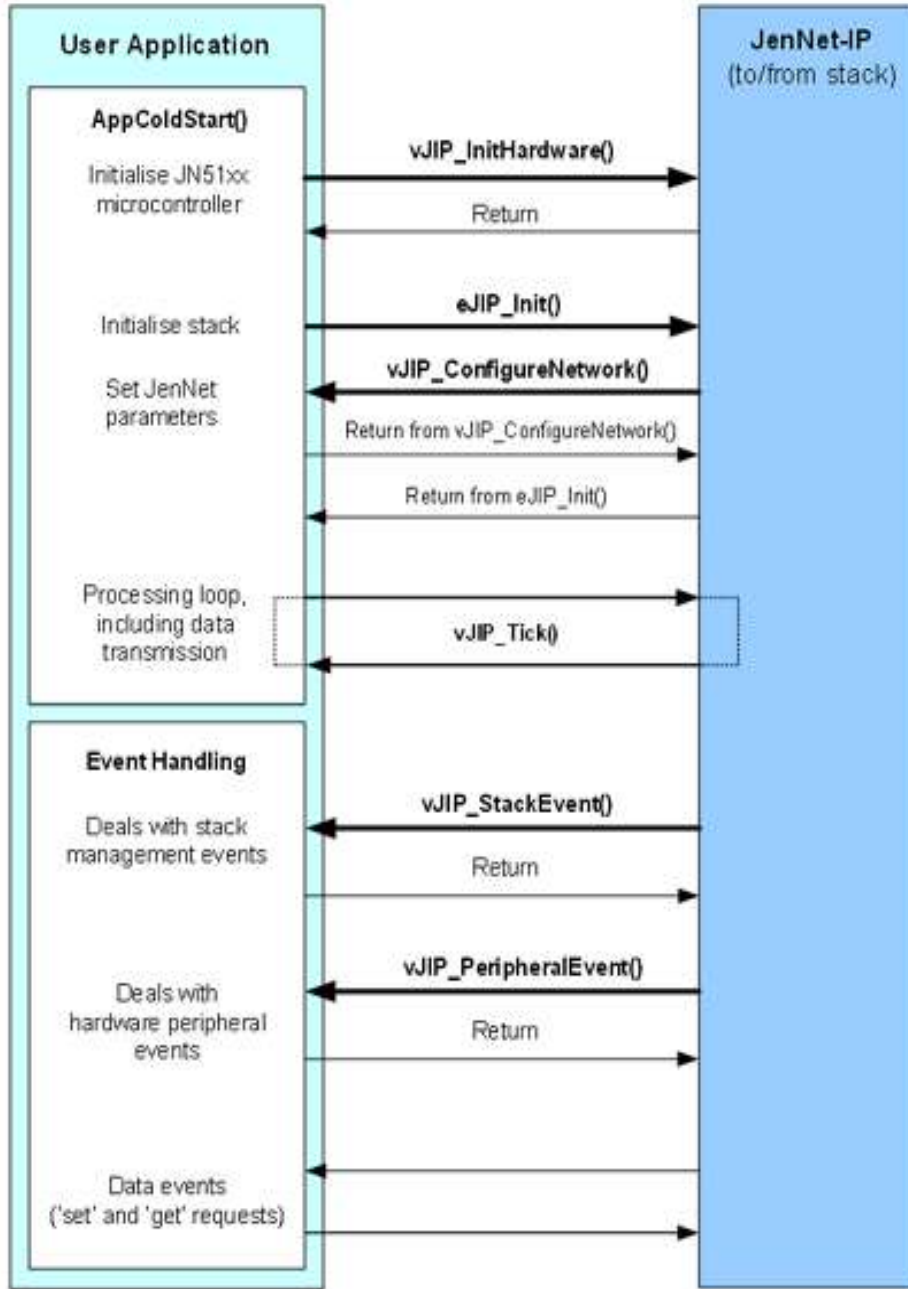 User Application
JenNet-IP
(to/from stack)
AppColdStart()
vJIP_InitHardware()
Initialise JN51xx
microcontroller
Return
eJIP_Init()
Initialise stack
vJIP_ConfigureNetwork()
Set JenNet
parameters
Return from vJIP_ConfigureNetwork()
Return from eJIP_Init()
Processing loop,
including data
transmission
vJIP_Tick()
Event Handling
vJIP_StackEvent()
Deals with stack
management events
Return
vJIP_PeripheralEvent()
Deals with
hardware peripheral
events
Return
Data events
('set' and 'get' requests)